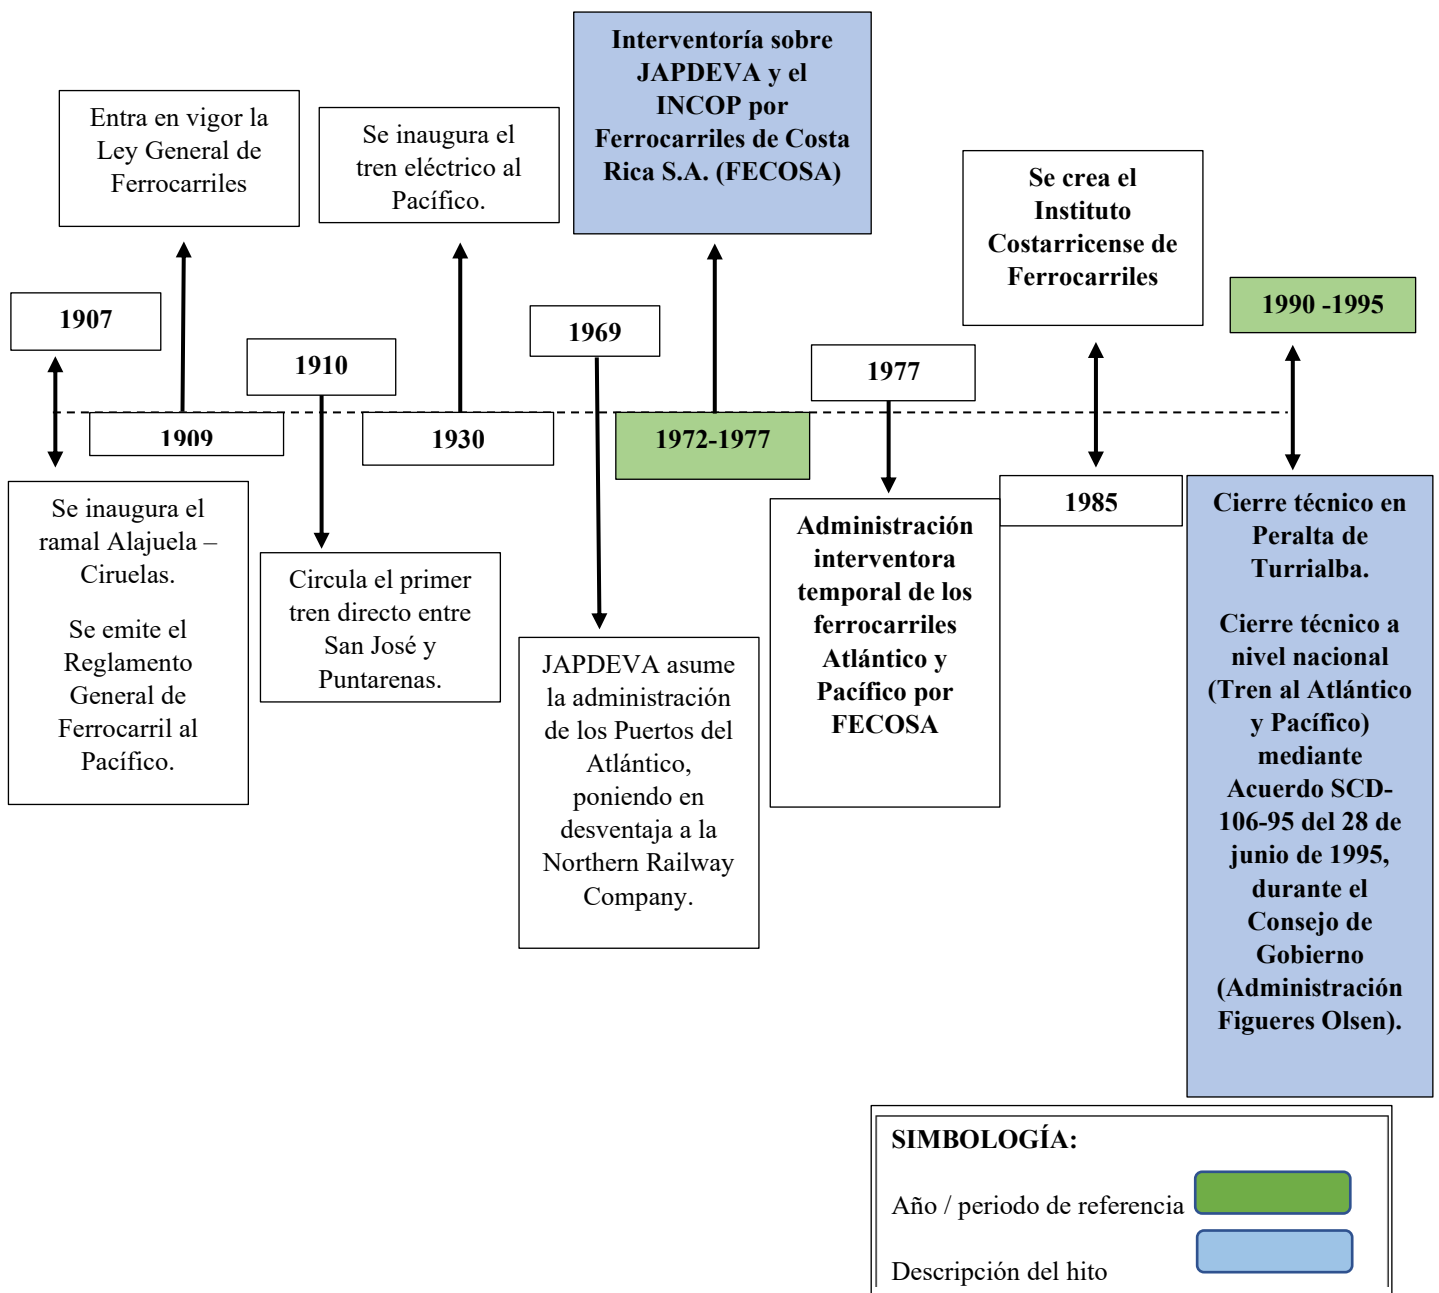 Entra en vigor la
Ley General de
Ferrocarriles
Se inaugura el
tren eléctrico al
Pacífico.
Interventoría sobre
JAPDEVA y el
INCOP por
Ferrocarriles de Costa
Rica S.A. (FECOSA)
Se crea el
Instituto
Costarricense de
Ferrocarriles
1990 -1995
1907
1910
1969
1977
1909
1930
1972-1977
1985
Se inaugura el
ramal Alajuela –
Ciruelas.
Se emite el
Reglamento
General de
Ferrocarril al
Pacífico.
Circula el primer
tren directo entre
San José y
Puntarenas.
JAPDEVA asume
la administración
de los Puertos del
Atlántico,
poniendo en
desventaja a la
Northern Railway
Company.
Administración
interventora
temporal de los
ferrocarriles
Atlántico y
Pacífico por
FECOSA
Cierre técnico en
Peralta de
Turrialba.
Cierre técnico a
nivel nacional
(Tren al Atlántico
y Pacífico)
mediante
Acuerdo SCD-
106-95 del 28 de
junio de 1995,
durante el
Consejo de
Gobierno
(Administración
Figueres Olsen).
SIMBOLOGÍA:
Año / periodo de referencia
Descripción del hito